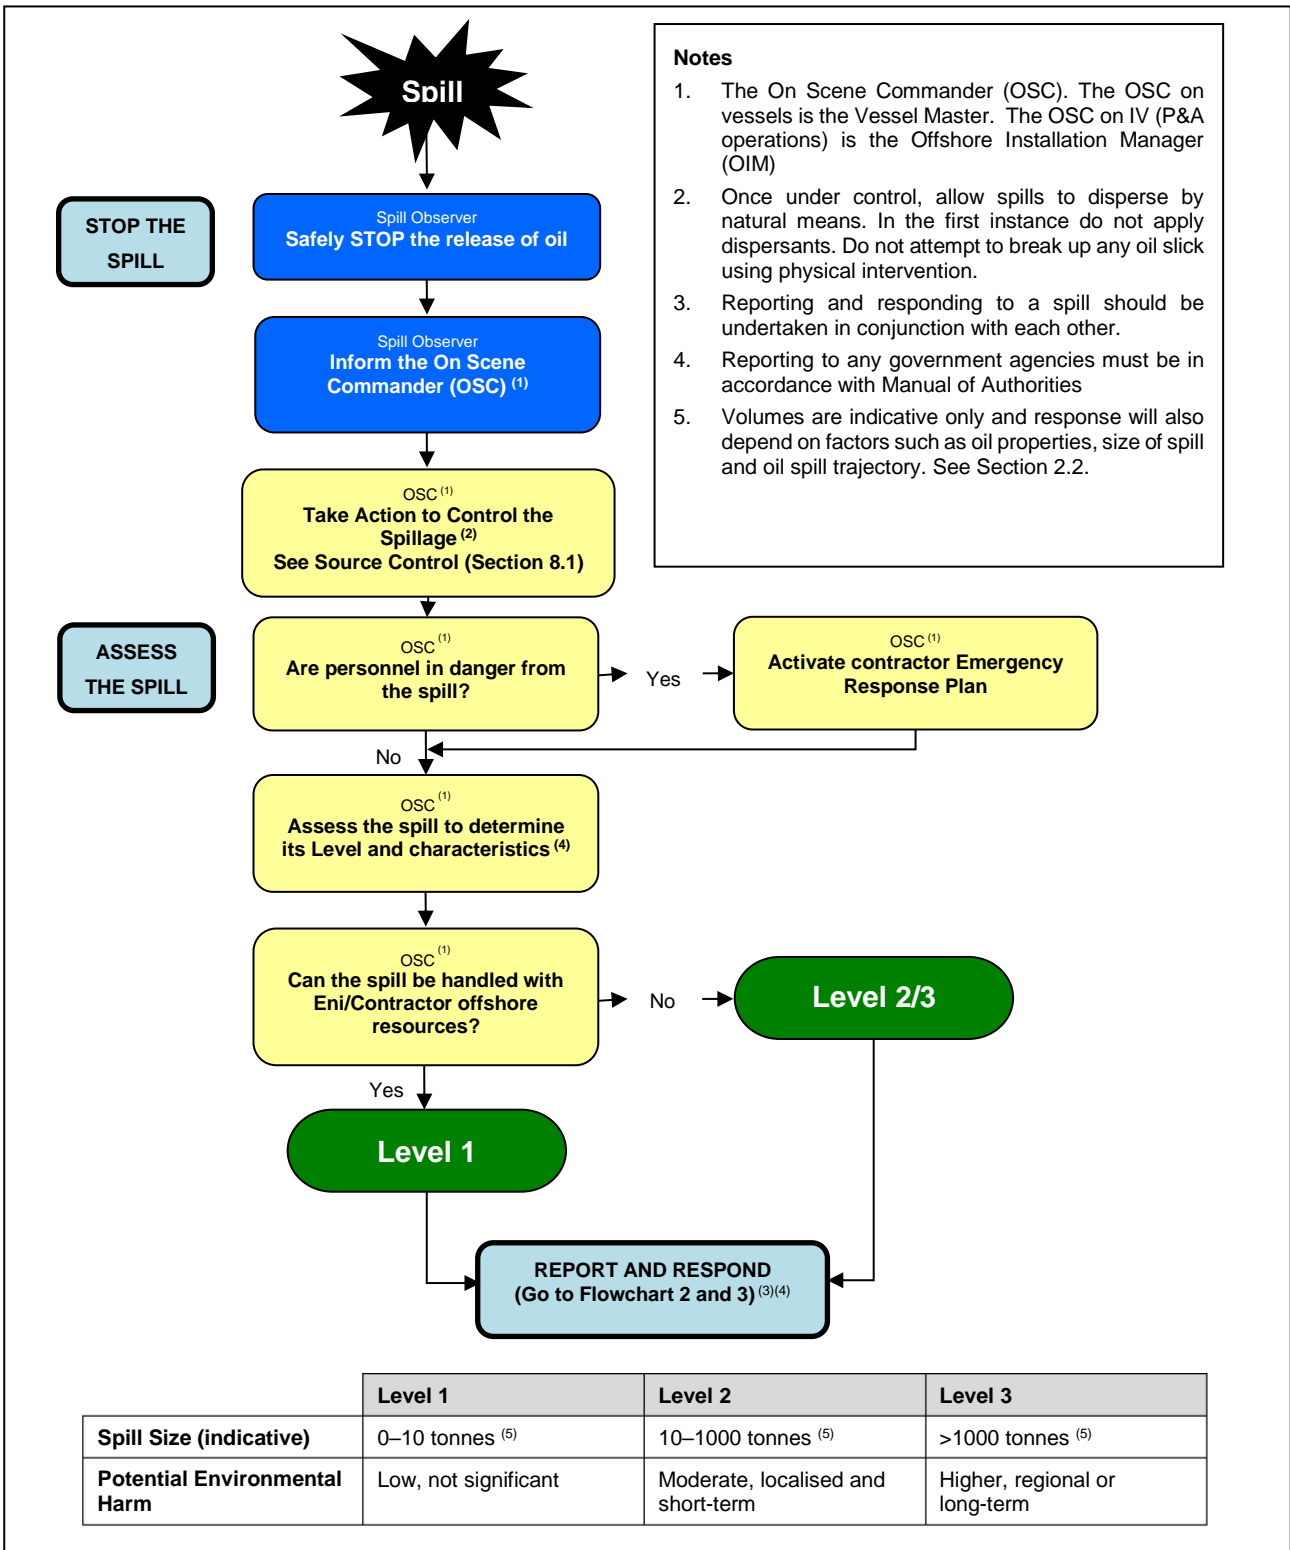 Spill
STOP THE
SPILL
Spill Observer
Safely STOP the release of oil
Spill Observer
Inform the On Scene
Commander (OSC) (1)
OSC (1)
Take Action to Control the
Spillage (2)
See Source Control (Section 8.1)
ASSESS
THE SPILL
OSC (1)
Are personnel in danger from
the spill?
Yes
OSC (1)
Activate contractor Emergency
Response Plan
No
OSC (1)
Assess the spill to determine
its Level and characteristics (4)
OSC (1)
Can the spill be handled with
Eni/Contractor offshore
resources?
No
Level 2/3
Yes
Level 1
REPORT AND RESPOND
(Go to Flowchart 2 and 3) (3)(4)
Notes
1. The On Scene Commander (OSC). The OSC on
vessels is the Vessel Master. The OSC on IV (P&A
operations) is the Offshore Installation Manager
(OIM)
2. Once under control, allow spills to disperse by
natural means. In the first instance do not apply
dispersants. Do not attempt to break up any oil slick
using physical intervention.
3. Reporting and responding to a spill should be
undertaken in conjunction with each other.
4. Reporting to any government agencies must be in
accordance with Manual of Authorities
5. Volumes are indicative only and response will also
depend on factors such as oil properties, size of spill
and oil spill trajectory. See Section 2.2.
Level 1 Level 2 Level 3
Spill Size (indicative) 0–10 tonnes (5) 10–1000 tonnes (5) >1000 tonnes (5)
Potential Environmental Low, not significant Moderate, localised and Higher, regional or
Harm short-term long-term